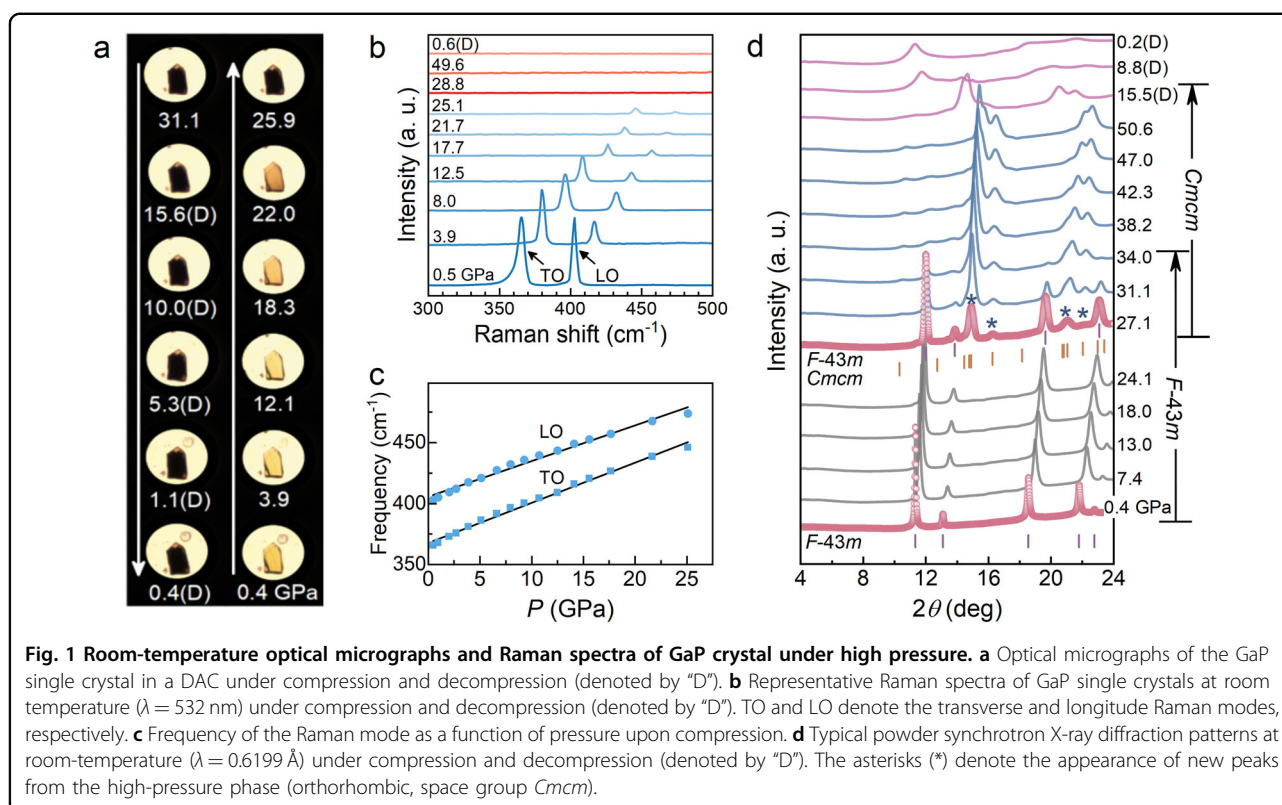 a
31.1
25.9
15.6(D)
22.0
10.0(D)
18.3
5.3(D)
12.1
1.1(D)
3.9
0.4(D)
0.4 GPa
b
0.6(D)
49.6
28.8
25.1
21.7
17.7
12.5
8.0
3.9
0.5 GPa
TO
LO
Intensity (a. u.)
300 350 400 450 500
Raman shift (cm⁻¹)
c
450
400
350
Frequency (cm⁻¹)
LO
TO
0 5 10 15 20 25
P (GPa)
d
0.2(D)
8.8(D)
15.5(D)
50.6
47.0
42.3
38.2
34.0
31.1
27.1
* * * *
F-43m
Cmcm
24.1
18.0
13.0
7.4
0.4 GPa
F-43m
Cmcm
F-43m
Intensity (a. u.)
4 8 12 16 20 24
2θ (deg)
Fig. 1 Room-temperature optical micrographs and Raman spectra of GaP crystal under high pressure. a Optical micrographs of the GaP
single crystal in a DAC under compression and decompression (denoted by “D”). b Representative Raman spectra of GaP single crystals at room
temperature (λ = 532 nm) under compression and decompression (denoted by “D”). TO and LO denote the transverse and longitude Raman modes,
respectively. c Frequency of the Raman mode as a function of pressure upon compression. d Typical powder synchrotron X-ray diffraction patterns at
room-temperature (λ = 0.6199 Å) under compression and decompression (denoted by “D”). The asterisks (*) denote the appearance of new peaks
from the high-pressure phase (orthorhombic, space group Cmcm).